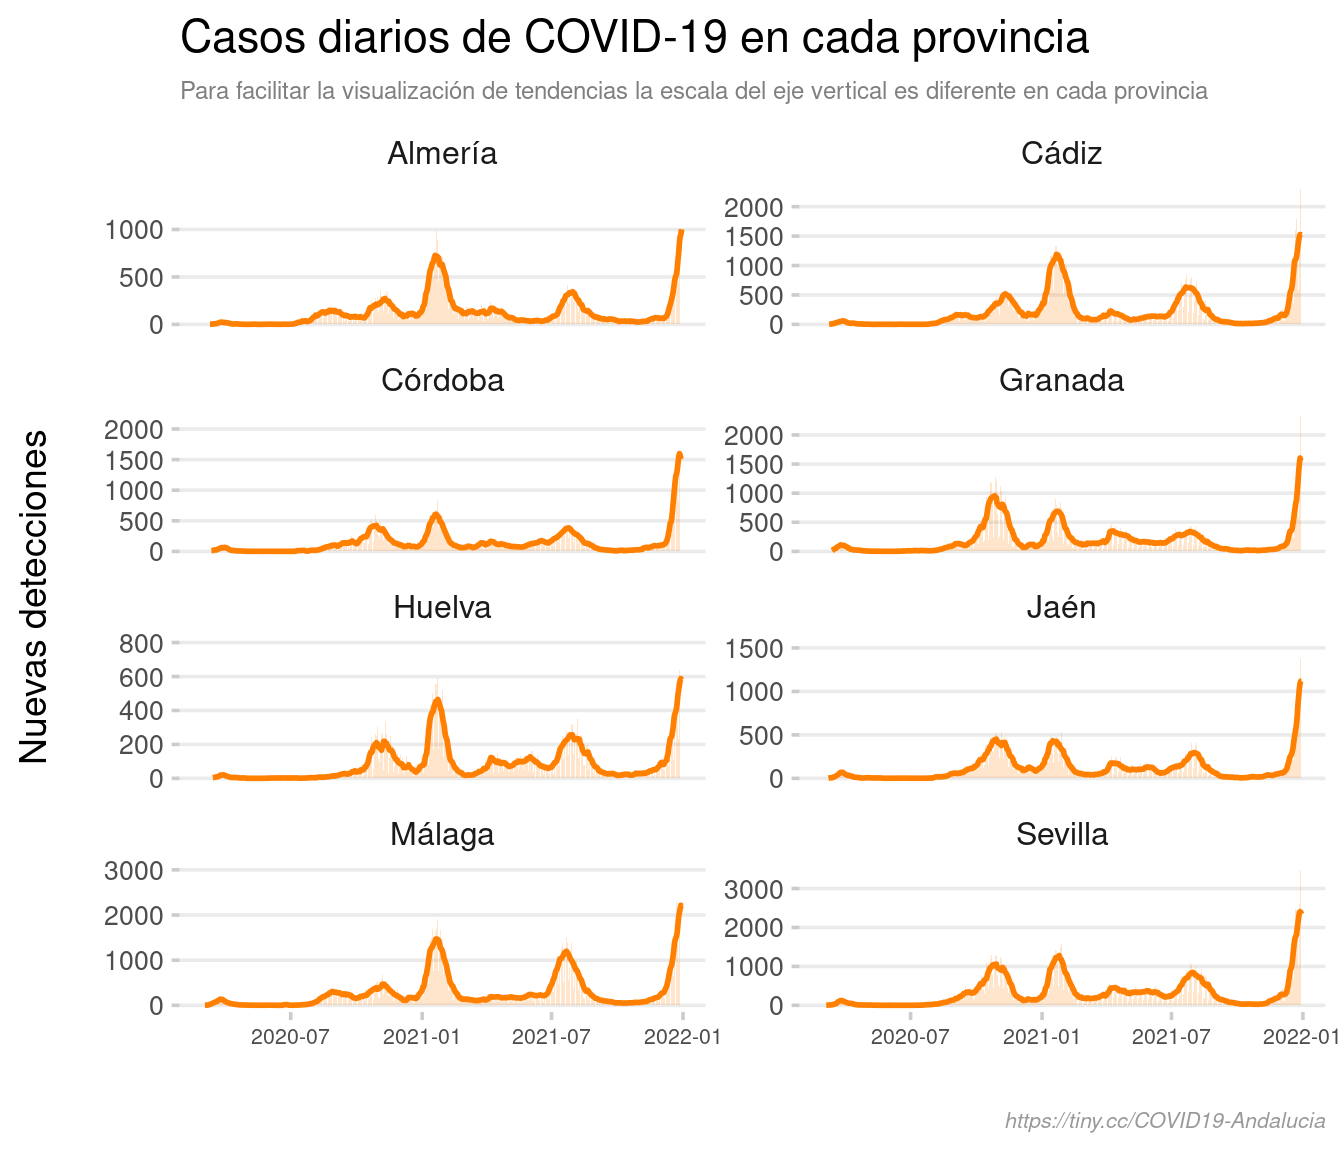 Casos diarios de COVID-19 en cada provincia
Para facilitar la visualización de tendencias la escala del eje vertical es diferente en cada provincia
Nuevas detecciones
Almería
1000
500
0
Cádiz
2000
1500
1000
500
0
Córdoba
2000
1500
1000
500
0
Granada
2000
1500
1000
500
0
Huelva
800
600
400
200
0
Jaén
1500
1000
500
0
Málaga
3000
2000
1000
0
Sevilla
3000
2000
1000
0
2020-07 2021-01 2021-07 2022-01
2020-07 2021-01 2021-07 2022-01
https://tiny.cc/COVID19-Andalucia